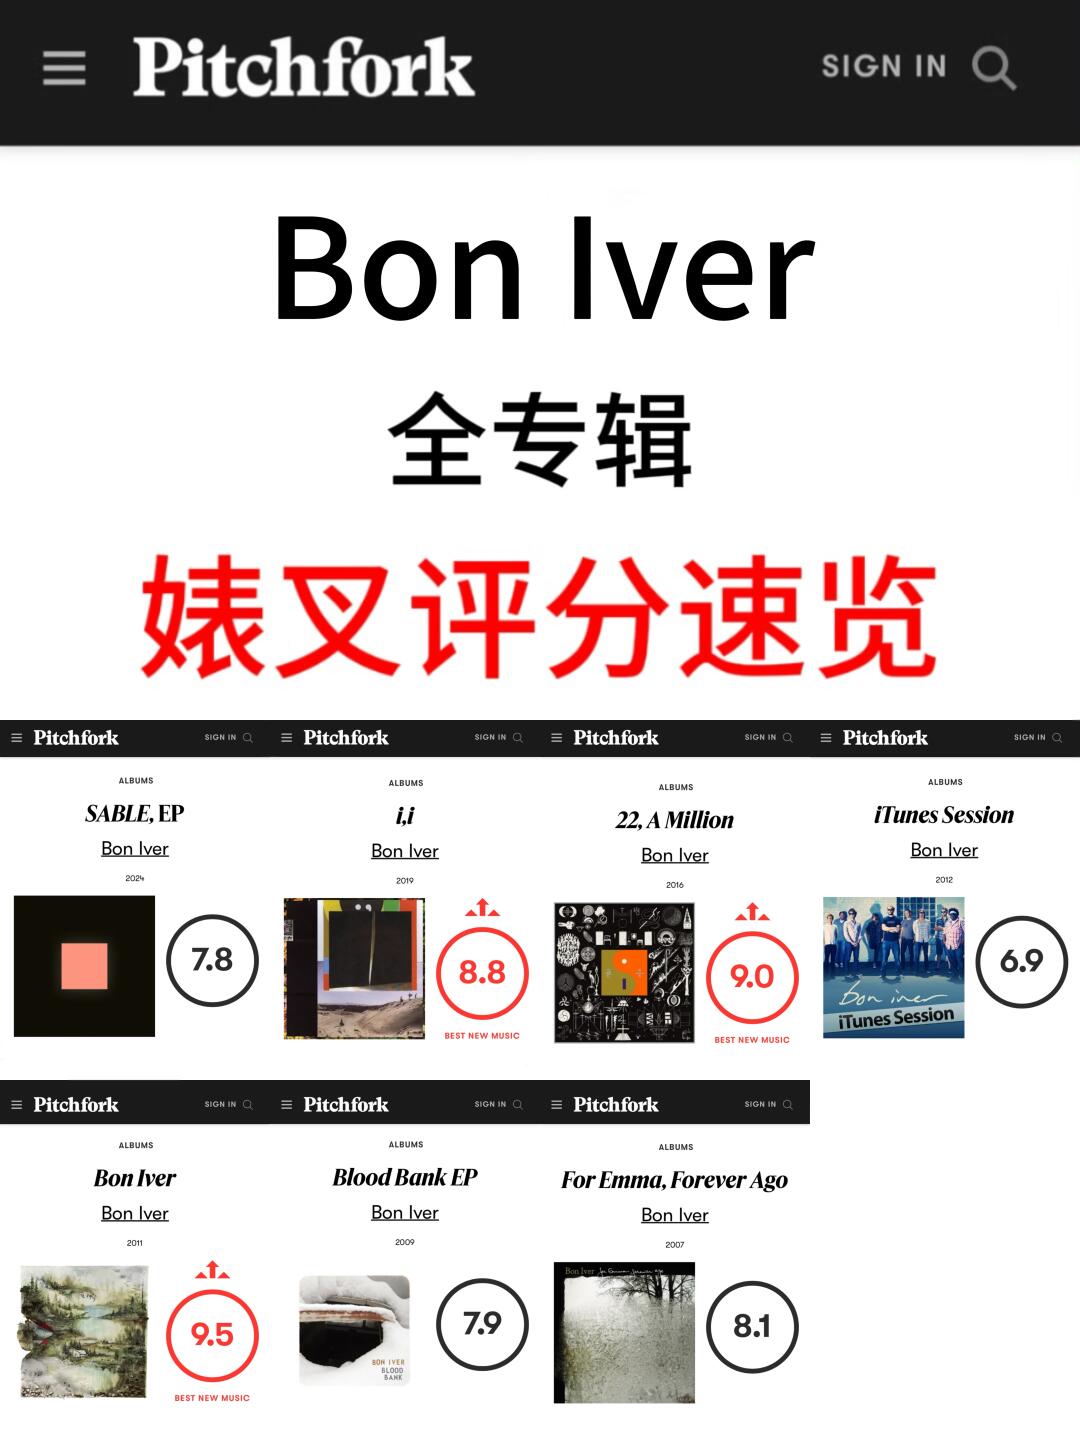 Pitchfork SIGN IN
Bon Iver
全专辑
婊叉评分速览
Pitchfork SIGN IN
ALBUMS
SABLE, EP
Bon Iver
2024
7.8
Pitchfork SIGN IN
ALBUMS
i,i
Bon Iver
2019
8.8
BEST NEW MUSIC
Pitchfork SIGN IN
ALBUMS
22, A Million
Bon Iver
2016
9.0
BEST NEW MUSIC
Pitchfork SIGN IN
ALBUMS
iTunes Session
Bon Iver
2012
bon iver
iTunes Session
6.9
Pitchfork SIGN IN
ALBUMS
Bon Iver
Bon Iver
2011
9.5
BEST NEW MUSIC
Pitchfork SIGN IN
ALBUMS
Blood Bank EP
Bon Iver
2009
BON IVER
BLOOD
BANK
7.9
Pitchfork SIGN IN
ALBUMS
For Emma, Forever Ago
Bon Iver
2007
Bon Iver for Emma, forever ago
8.1